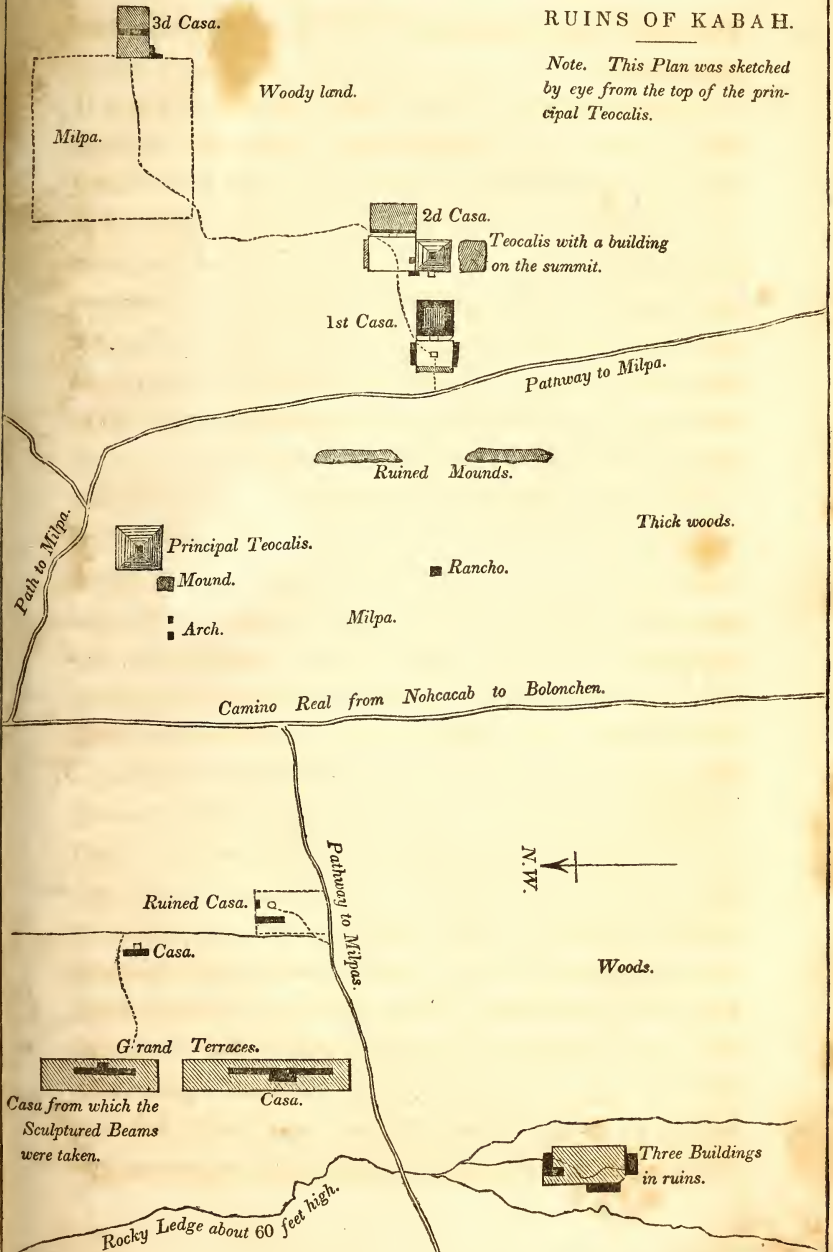 RUINS OF KABAH.
Note. This Plan was sketched
by eye from the top of the prin-
cipal Teocalis.
3d Casa.
Woody land.
Milpa.
2d Casa.
Teocalis with a building
on the summit.
1st Casa.
Pathway to Milpa.
Ruined Mounds.
Thick woods.
Path to Milpa.
Principal Teocalis.
Mound.
Rancho.
Arch.
Milpa.
Camino Real from Nohcacab to Bolonchen.
N.W.
Pathway to Milpas.
Ruined Casa.
Casa.
Woods.
Grand Terraces.
Casa from which the
Sculptured Beams
were taken.
Casa.
Three Buildings
in ruins.
Rocky Ledge about 60 feet high.